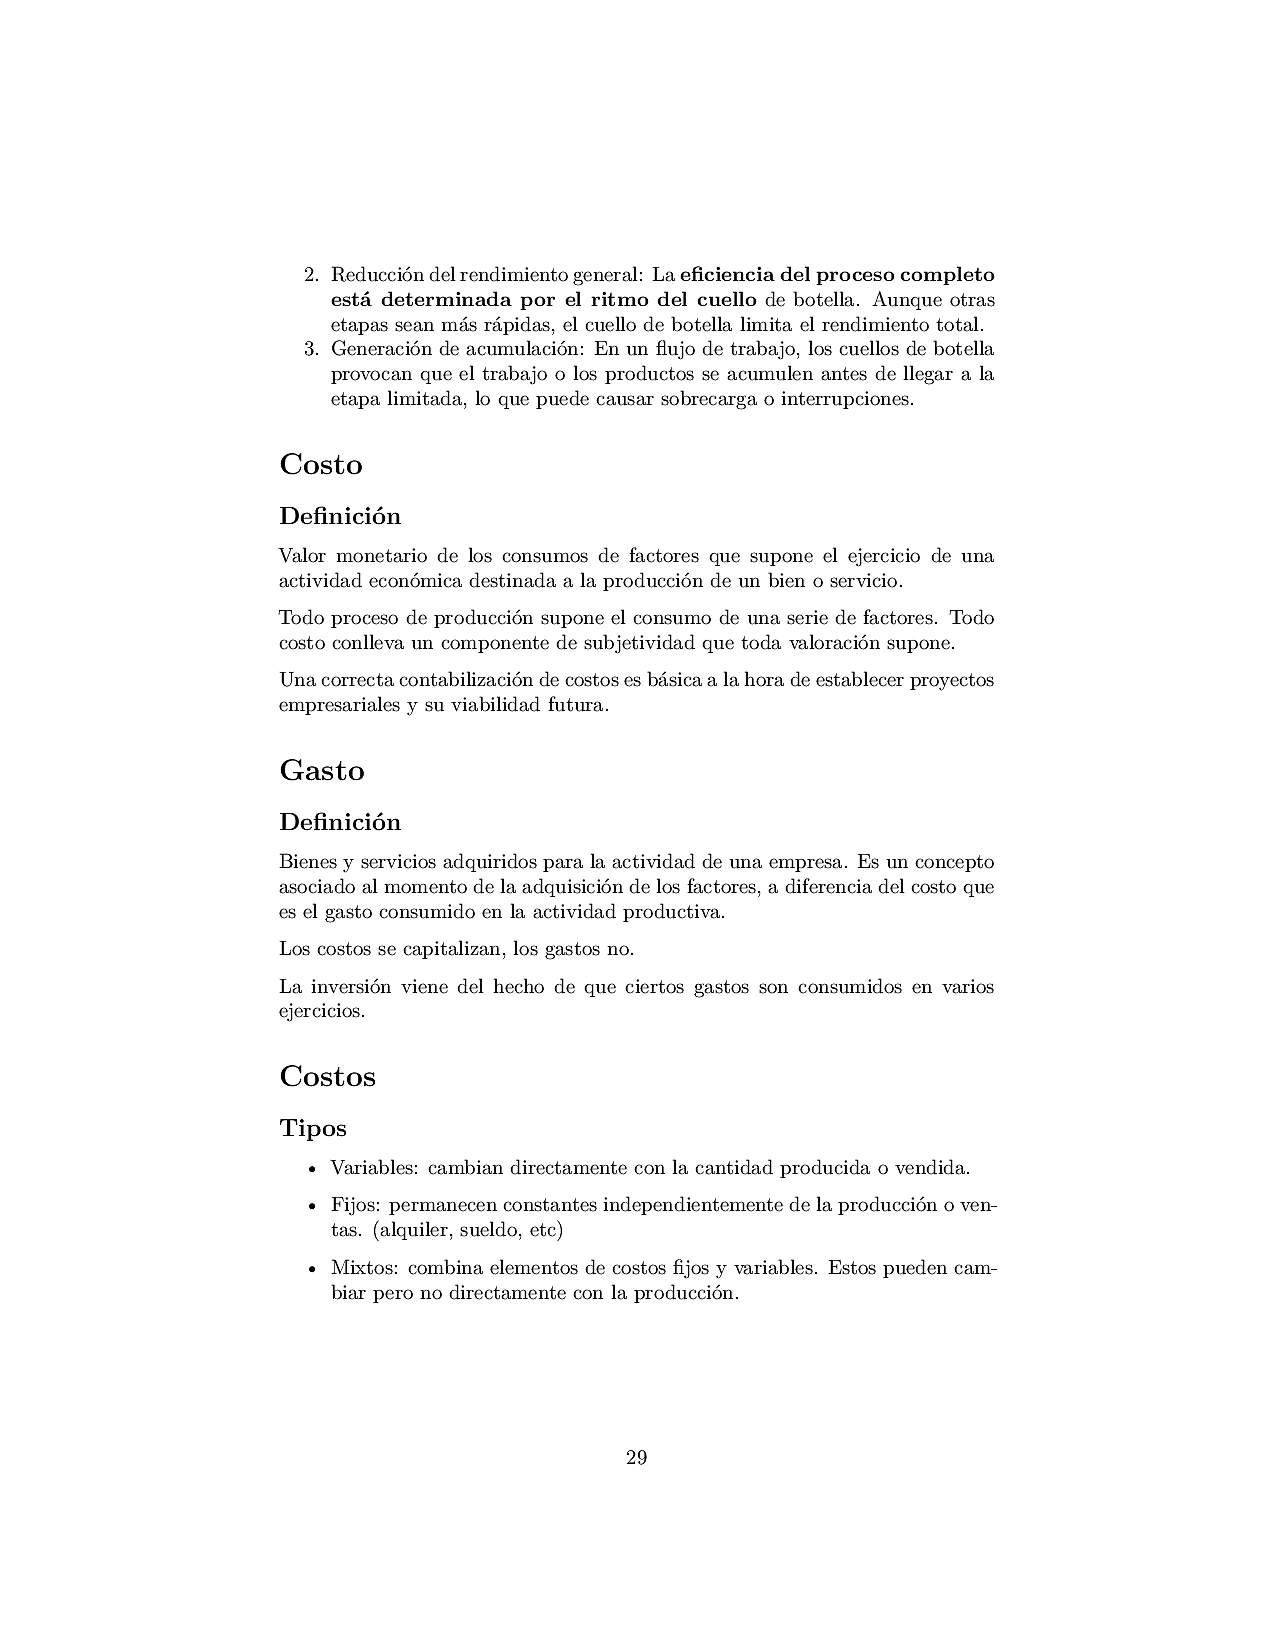 2. Reducción del rendimiento general: La eficiencia del proceso completo
está determinada por el ritmo del cuello de botella. Aunque otras
etapas sean más rápidas, el cuello de botella limita el rendimiento total.
3. Generación de acumulación: En un flujo de trabajo, los cuellos de botella
provocan que el trabajo o los productos se acumulen antes de llegar a la
etapa limitada, lo que puede causar sobrecarga o interrupciones.
Costo
Definición
Valor monetario de los consumos de factores que supone el ejercicio de una
actividad económica destinada a la producción de un bien o servicio.
Todo proceso de producción supone el consumo de una serie de factores. Todo
costo conlleva un componente de subjetividad que toda valoración supone.
Una correcta contabilización de costos es básica a la hora de establecer proyectos
empresariales y su viabilidad futura.
Gasto
Definición
Bienes y servicios adquiridos para la actividad de una empresa. Es un concepto
asociado al momento de la adquisición de los factores, a diferencia del costo que
es el gasto consumido en la actividad productiva.
Los costos se capitalizan, los gastos no.
La inversión viene del hecho de que ciertos gastos son consumidos en varios
ejercicios.
Costos
Tipos
• Variables: cambian directamente con la cantidad producida o vendida.
• Fijos: permanecen constantes independientemente de la producción o ven-
tas. (alquiler, sueldo, etc)
• Mixtos: combina elementos de costos fijos y variables. Estos pueden cam-
biar pero no directamente con la producción.
29